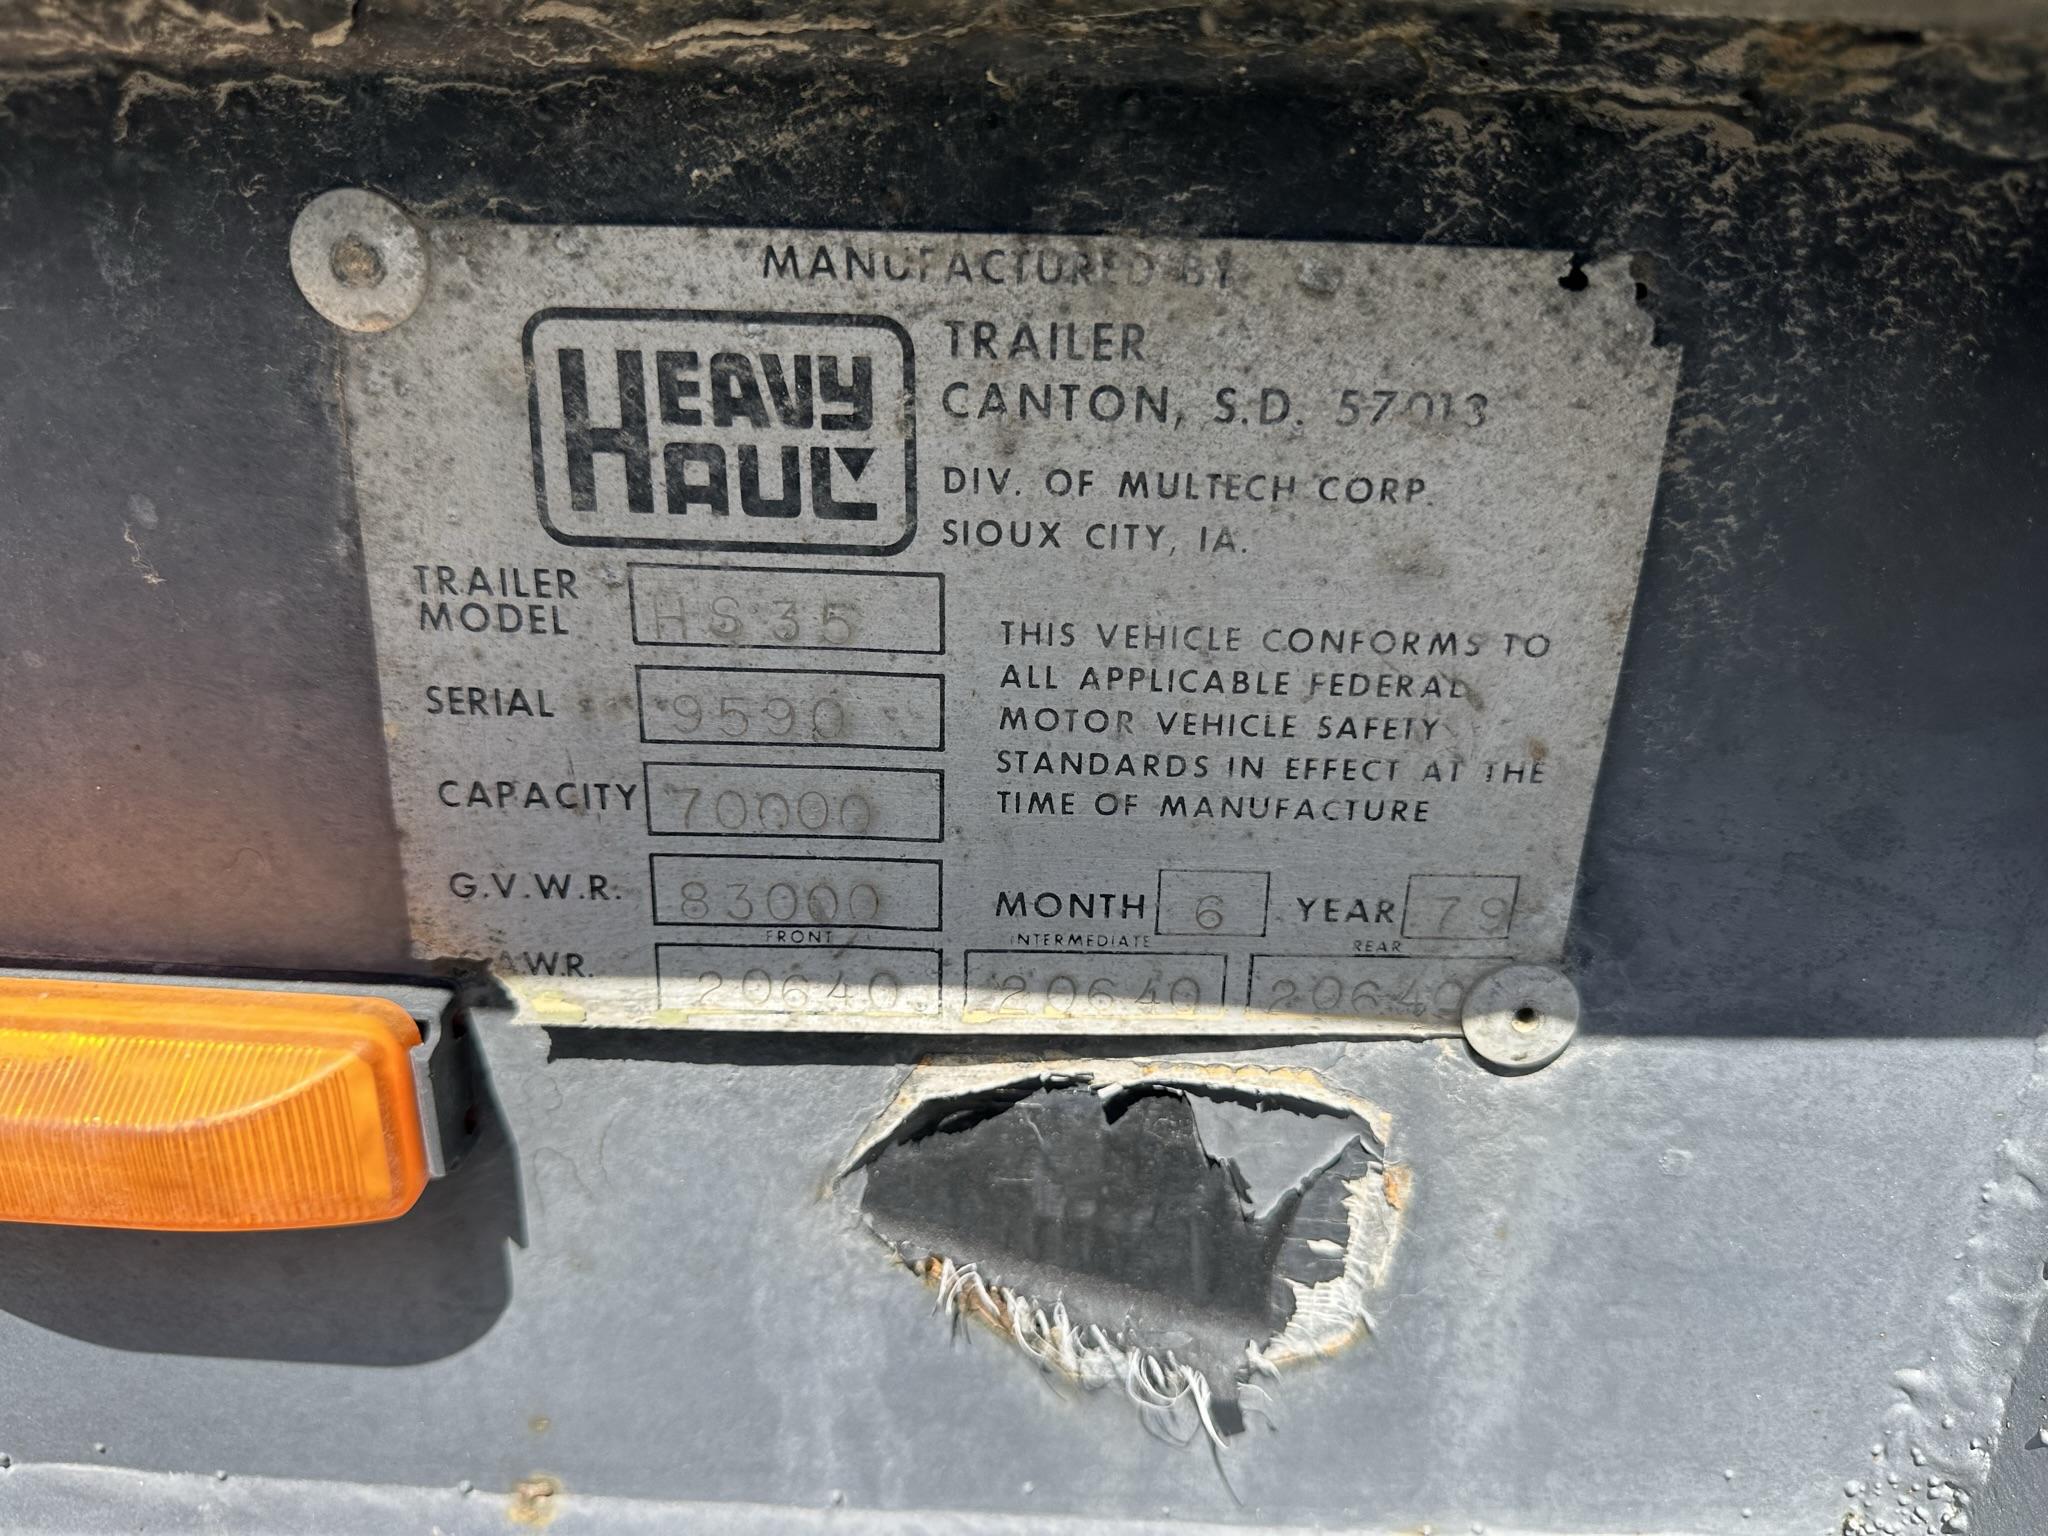 MANUFACTURED BY
HEAVY
HAUL
TRAILER
CANTON, S.D. 57013
DIV. OF MULTECH CORP.
SIOUX CITY, IA.
TRAILER
MODEL HS35
SERIAL 9590
CAPACITY 70000
G.V.W.R. 83000
THIS VEHICLE CONFORMS TO
ALL APPLICABLE FEDERAL
MOTOR VEHICLE SAFETY
STANDARDS IN EFFECT AT THE
TIME OF MANUFACTURE
MONTH 6 YEAR 79
FRONT INTERMEDIATE REAR
G.A.W.R. 20640 20640 20640